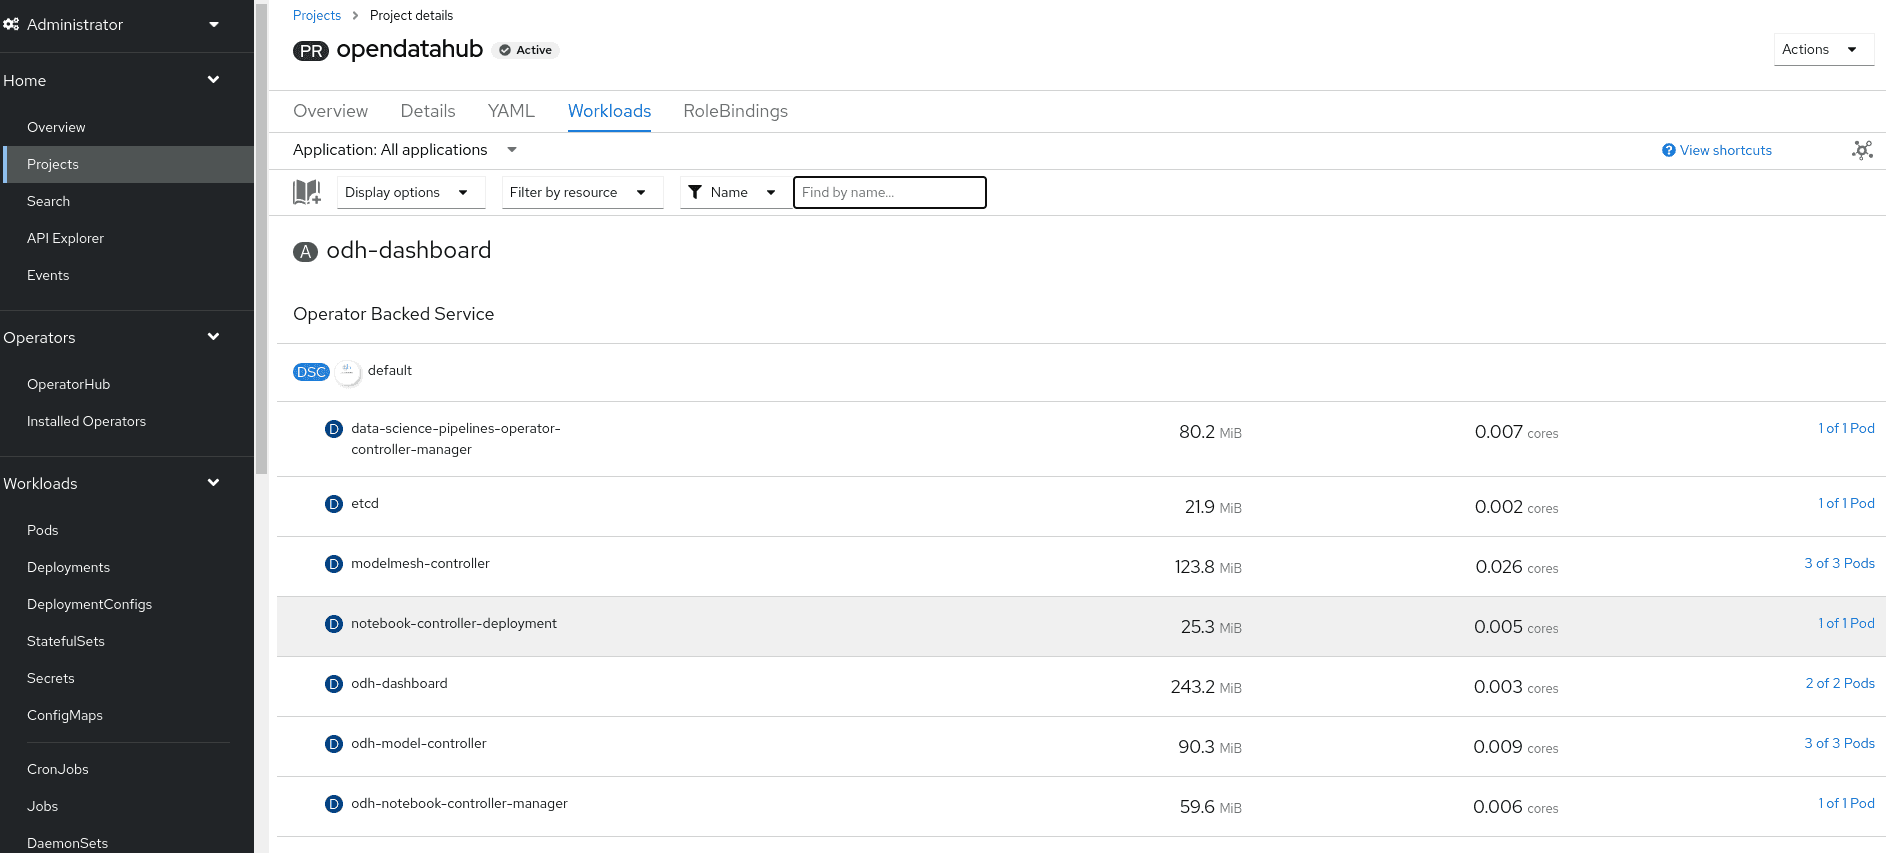 Administrator
Home
Overview
Projects
Search
API Explorer
Events
Operators
OperatorHub
Installed Operators
Workloads
Pods
Deployments
DeploymentConfigs
StatefulSets
Secrets
ConfigMaps
CronJobs
Jobs
DaemonSets
Projects > Project details
PR opendatahub Active
Actions
Overview Details YAML Workloads RoleBindings
Application: All applications
View shortcuts
Display options Filter by resource Name Find by name...
A odh-dashboard
Operator Backed Service
DSC default
D data-science-pipelines-operator-
controller-manager
80.2 MiB 0.007 cores 1 of 1 Pod
D etcd 21.9 MiB 0.002 cores 1 of 1 Pod
D modelmesh-controller 123.8 MiB 0.026 cores 3 of 3 Pods
D notebook-controller-deployment 25.3 MiB 0.005 cores 1 of 1 Pod
D odh-dashboard 243.2 MiB 0.003 cores 2 of 2 Pods
D odh-model-controller 90.3 MiB 0.009 cores 3 of 3 Pods
D odh-notebook-controller-manager 59.6 MiB 0.006 cores 1 of 1 Pod